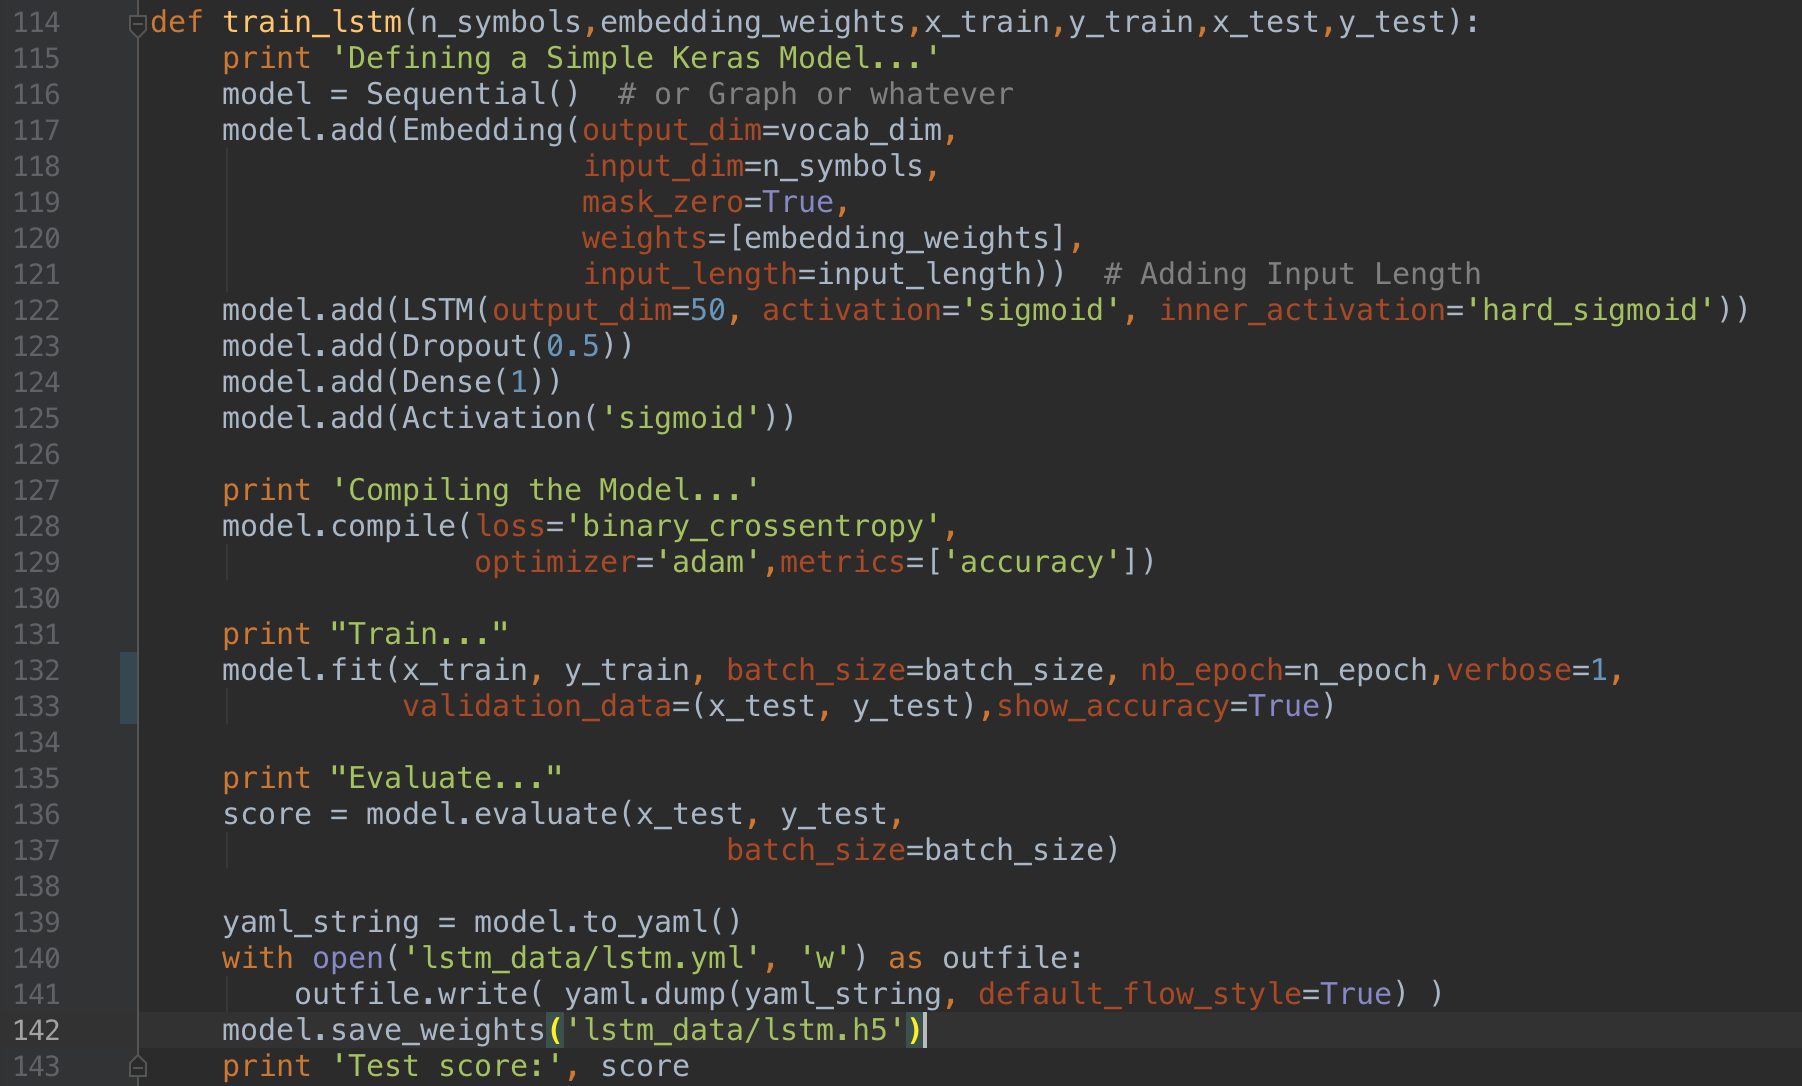 114 def train_lstm(n_symbols,embedding_weights,x_train,y_train,x_test,y_test):
115     print 'Defining a Simple Keras Model...'
116     model = Sequential()  # or Graph or whatever
117     model.add(Embedding(output_dim=vocab_dim,
118                         input_dim=n_symbols,
119                         mask_zero=True,
120                         weights=[embedding_weights],
121                         input_length=input_length))  # Adding Input Length
122     model.add(LSTM(output_dim=50, activation='sigmoid', inner_activation='hard_sigmoid'))
123     model.add(Dropout(0.5))
124     model.add(Dense(1))
125     model.add(Activation('sigmoid'))
126
127     print 'Compiling the Model...'
128     model.compile(loss='binary_crossentropy',
129                   optimizer='adam',metrics=['accuracy'])
130
131     print "Train..."
132     model.fit(x_train, y_train, batch_size=batch_size, nb_epoch=n_epoch,verbose=1,
133               validation_data=(x_test, y_test),show_accuracy=True)
134
135     print "Evaluate..."
136     score = model.evaluate(x_test, y_test,
137                                 batch_size=batch_size)
138
139     yaml_string = model.to_yaml()
140     with open('lstm_data/lstm.yml', 'w') as outfile:
141         outfile.write( yaml.dump(yaml_string, default_flow_style=True) )
142     model.save_weights('lstm_data/lstm.h5')
143     print 'Test score:', score